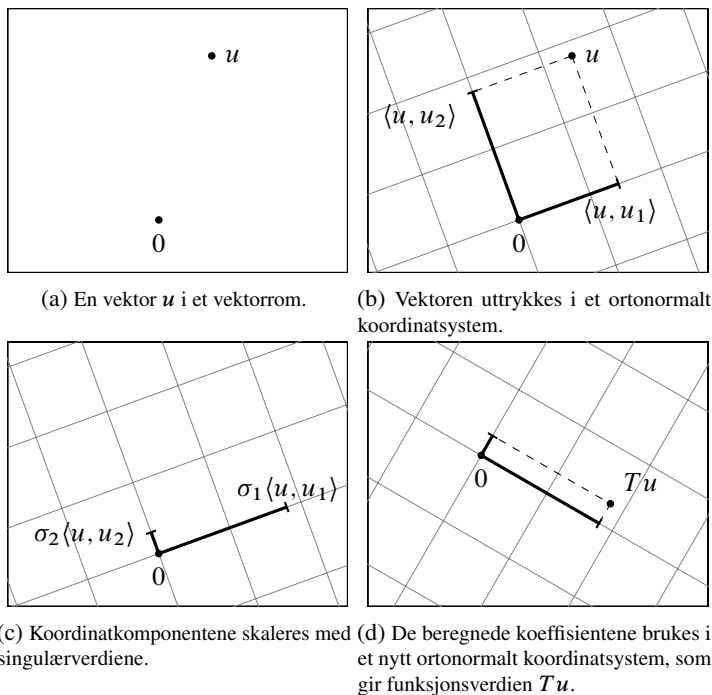 u
0
(a) En vektor u i et vektorrom.
u
⟨u, u₂⟩
⟨u, u₁⟩
0
(b) Vektoren uttrykkes i et ortonormalt
koordinatsystem.
σ₁⟨u, u₁⟩
σ₂⟨u, u₂⟩
0
(c) Koordinatkomponentene skaleres med
singulærverdiene.
0
Tu
(d) De beregnede koeffisientene brukes i
et nytt ortonormalt koordinatsystem, som
gir funksjonsverdien Tu.